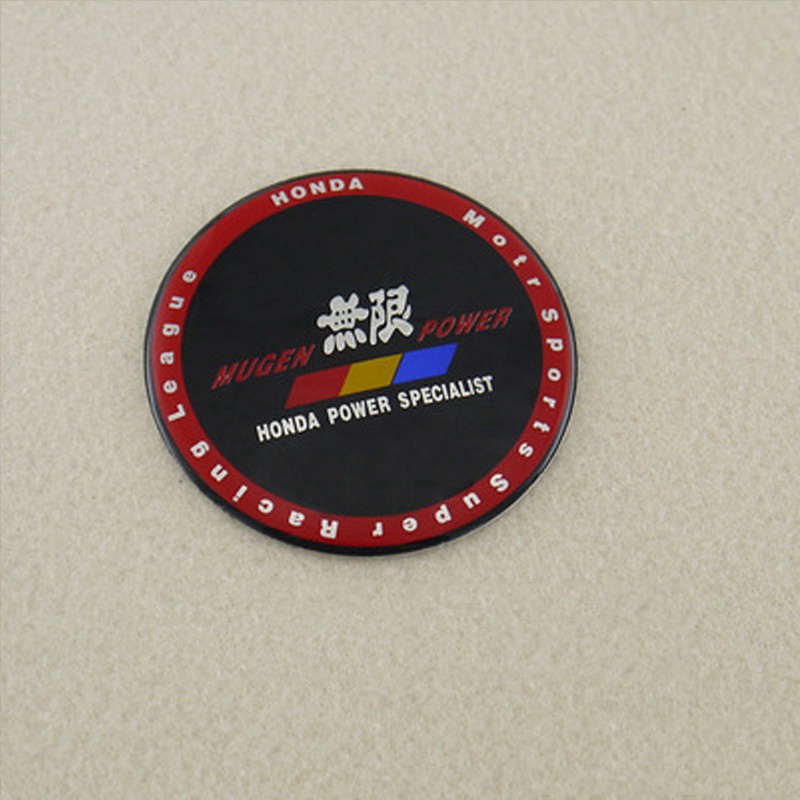 HONDA
Motr Sports Super Racing League
無限
MUGEN POWER
HONDA POWER SPECIALIST